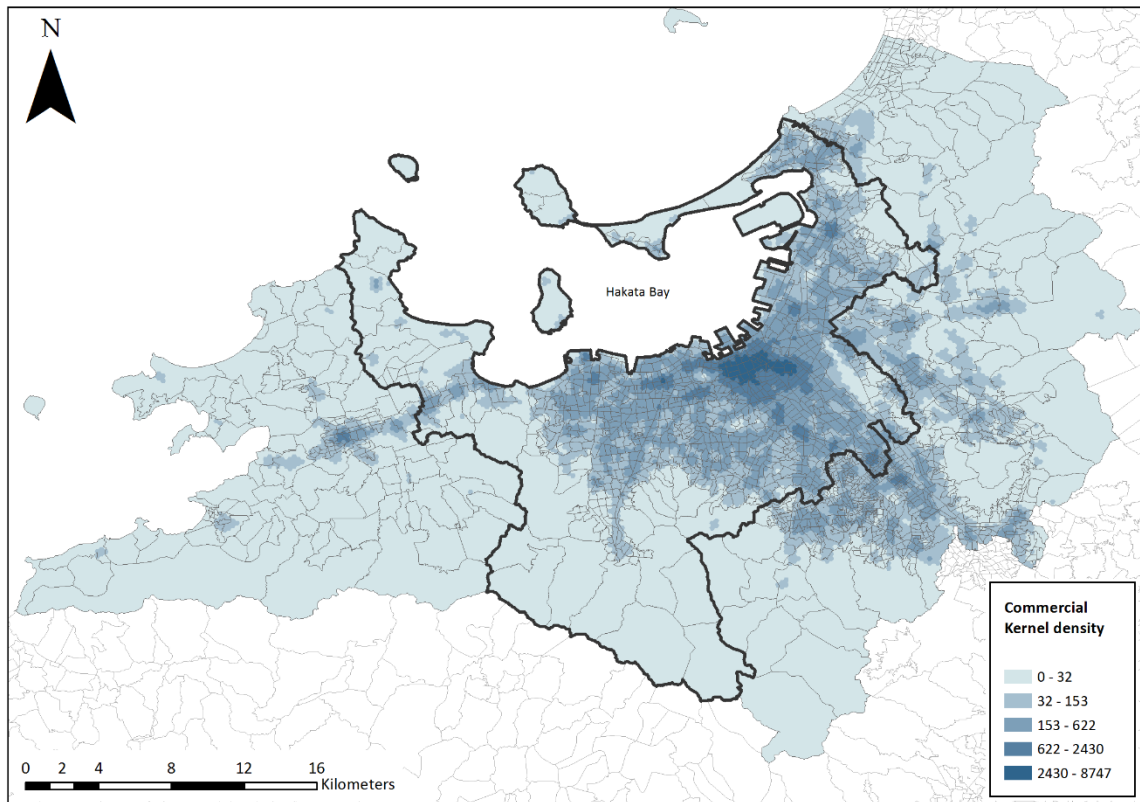 N
Hakata Bay
Commercial
Kernel density
0 - 32
32 - 153
153 - 622
622 - 2430
2430 - 8747
0 2 4 8 12 16
Kilometers